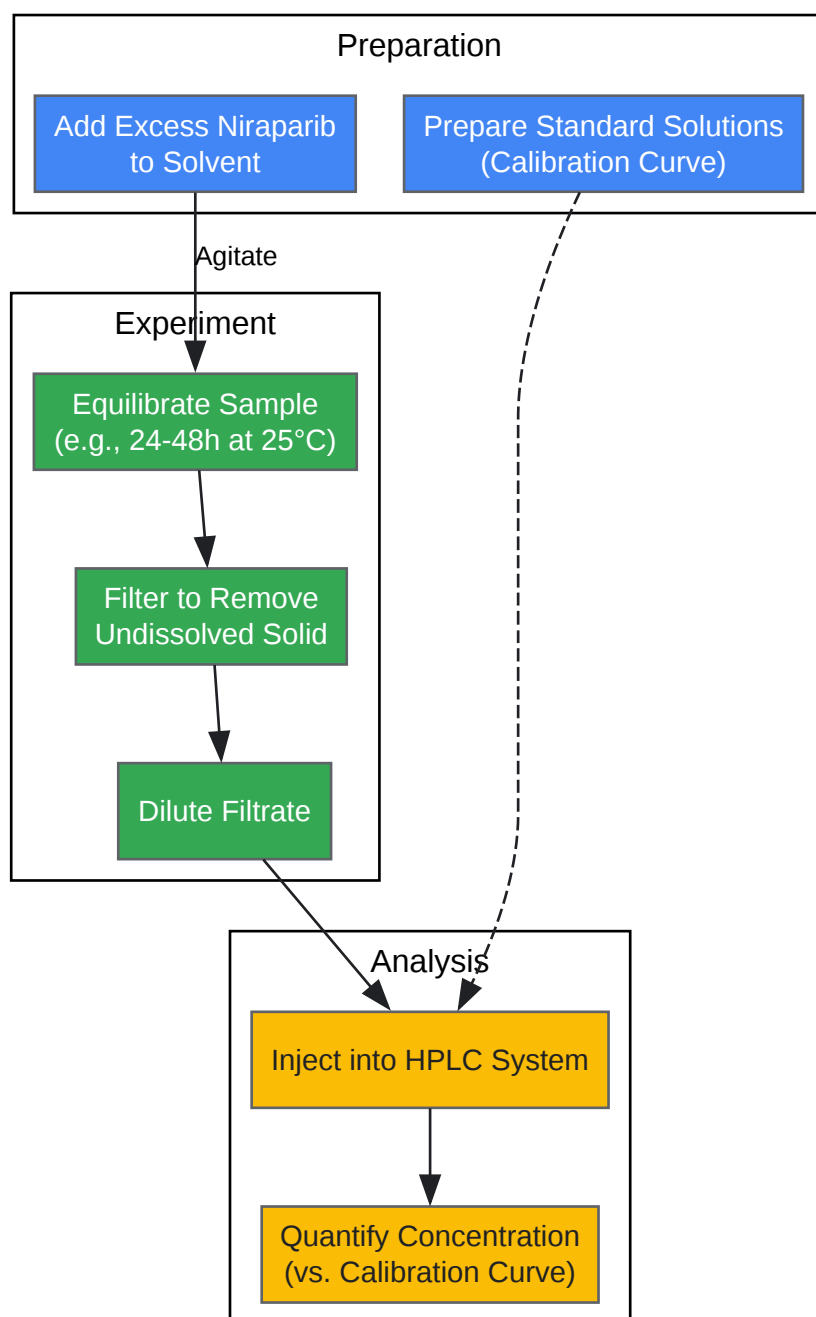 Preparation
Add Excess Niraparib
to Solvent
Prepare Standard Solutions
(Calibration Curve)
Agitate
Experiment
Equilibrate Sample
(e.g., 24-48h at 25°C)
Filter to Remove
Undissolved Solid
Dilute Filtrate
Analysis
Inject into HPLC System
Quantify Concentration
(vs. Calibration Curve)